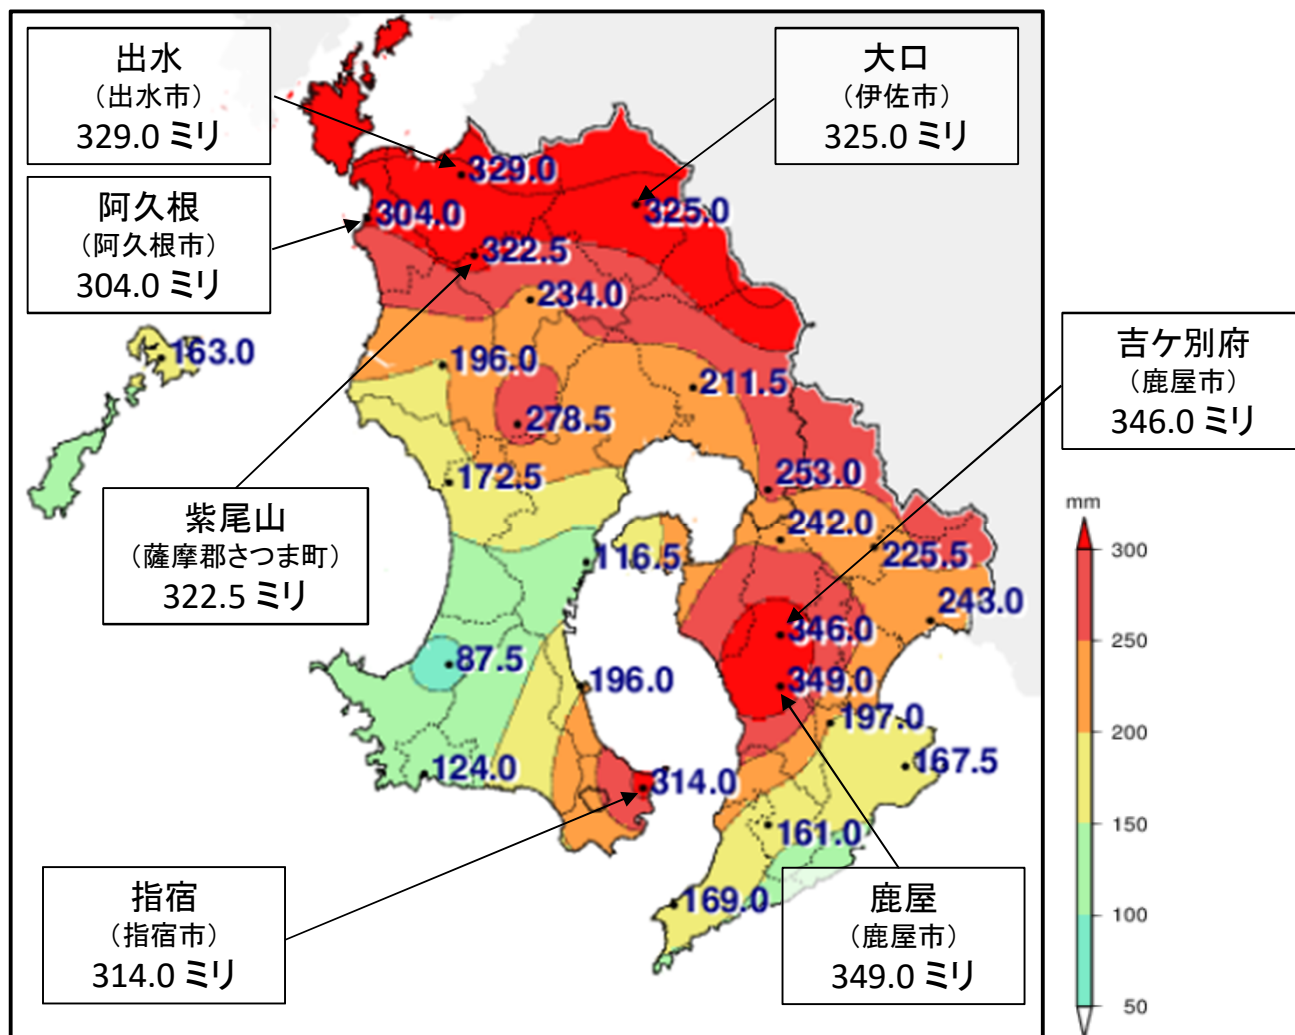 出水
（出水市）
329.0 ミリ
大口
（伊佐市）
325.0 ミリ
阿久根
（阿久根市）
304.0 ミリ
329.0
304.0
325.0
322.5
234.0
163.0
196.0
211.5
278.5
吉ケ別府
（鹿屋市）
346.0 ミリ
172.5
253.0
紫尾山
（薩摩郡さつま町）
322.5 ミリ
242.0
225.5
116.5
243.0
346.0
87.5
349.0
196.0
197.0
167.5
124.0
314.0
161.0
169.0
指宿
（指宿市）
314.0 ミリ
鹿屋
（鹿屋市）
349.0 ミリ
mm
300
250
200
150
100
50